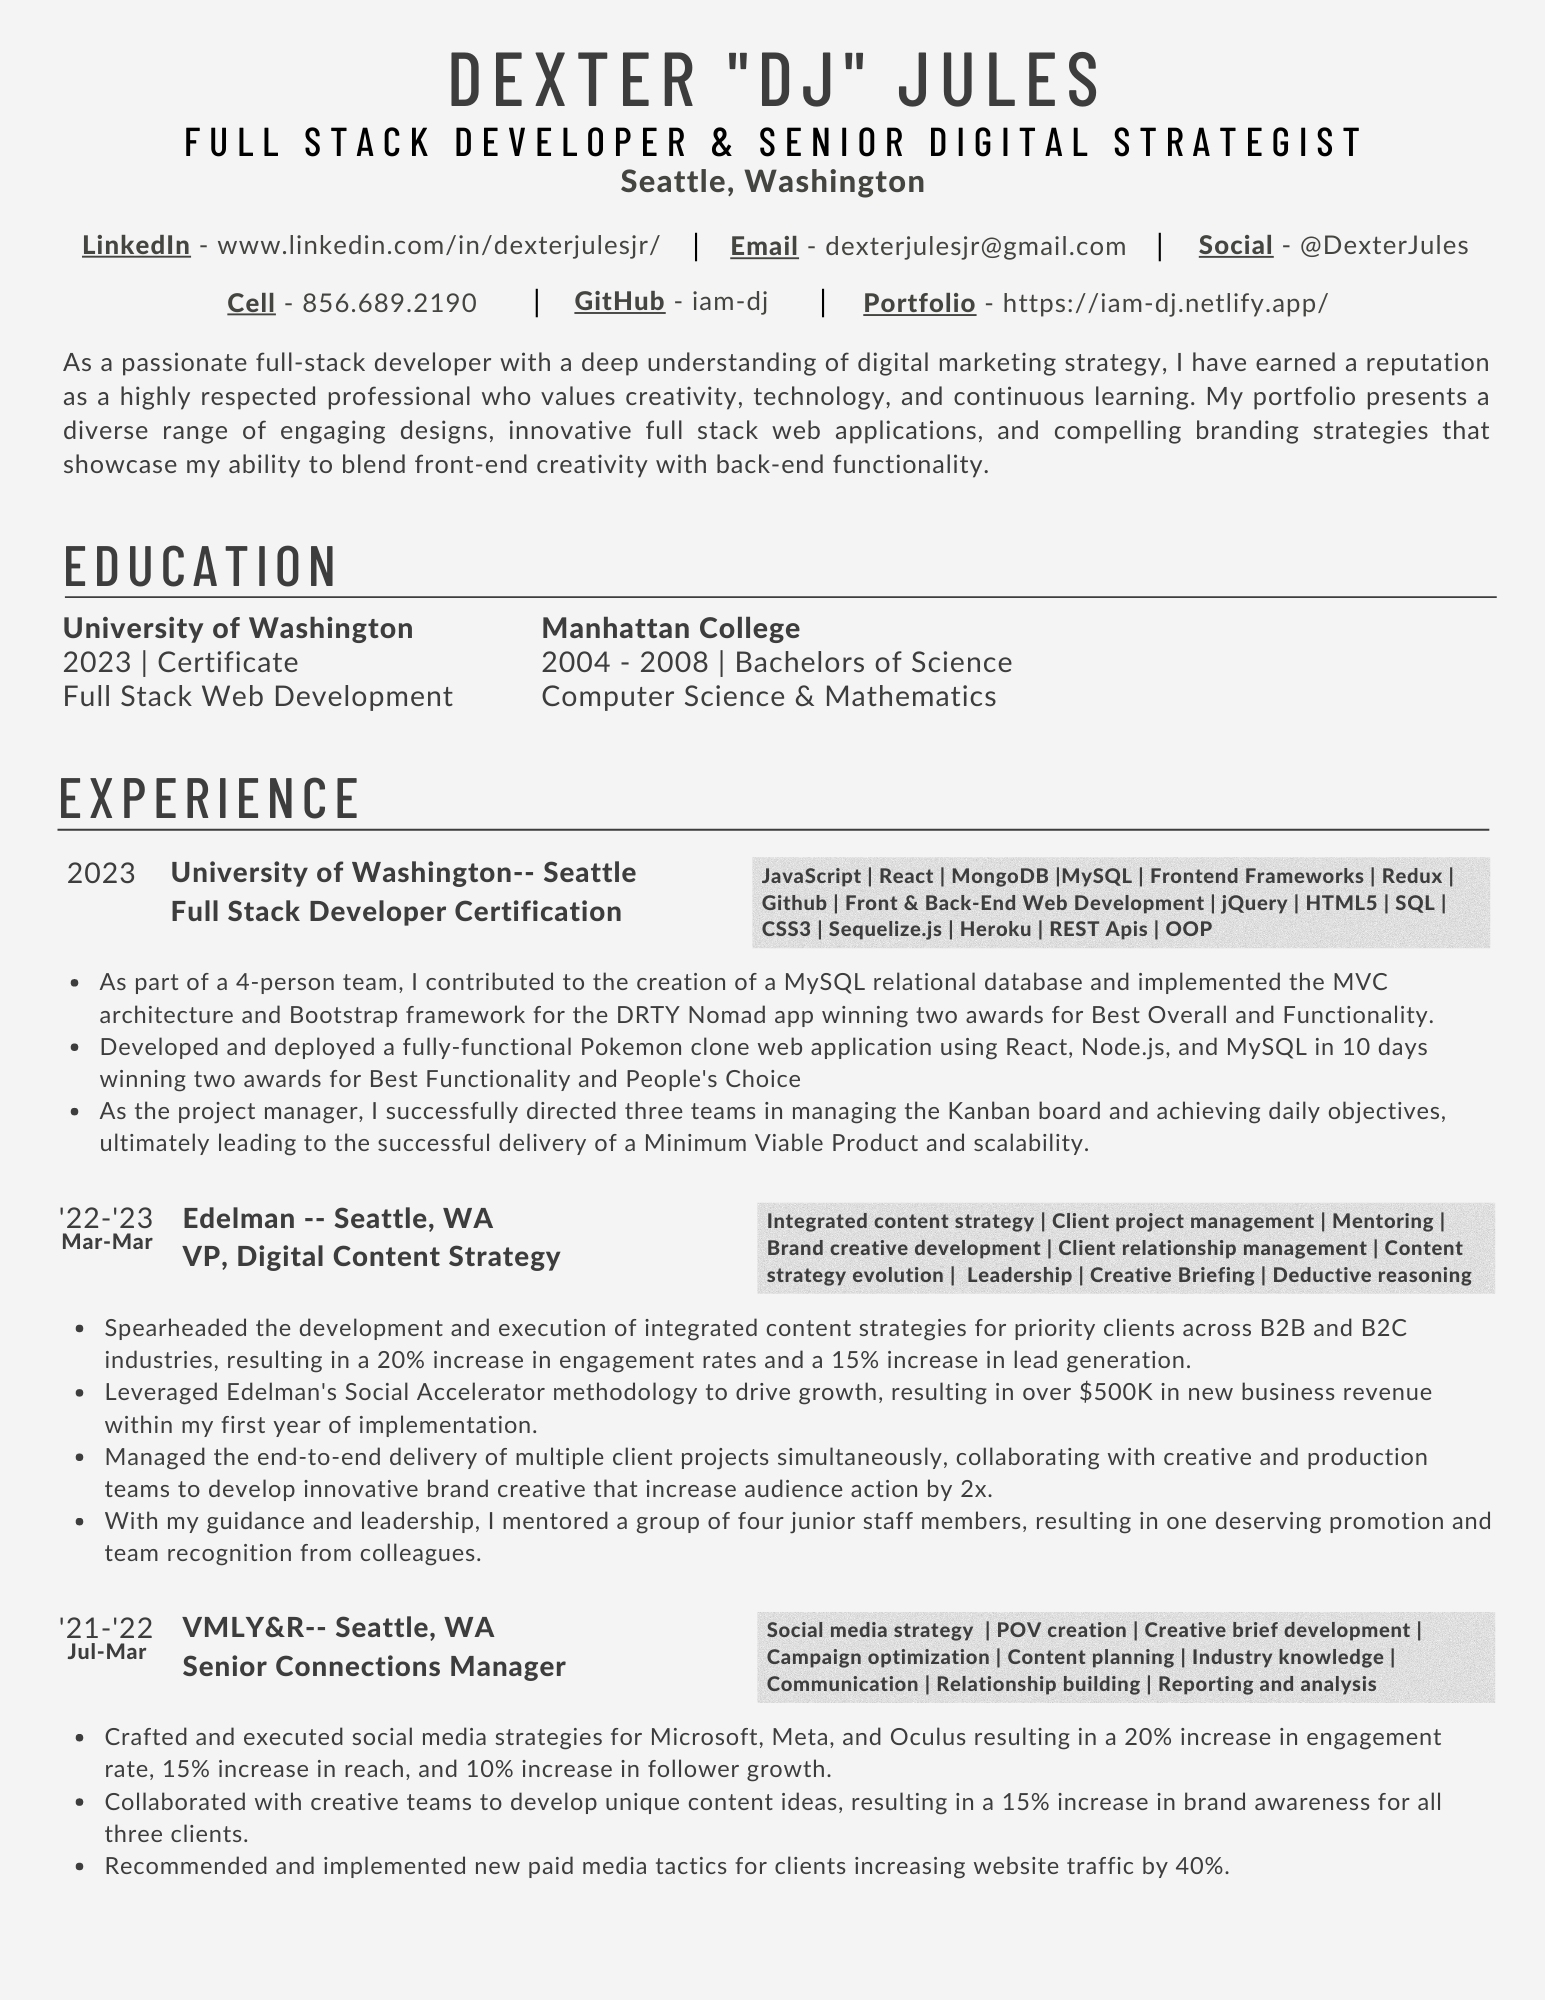 DEXTER "DJ" JULES
FULL STACK DEVELOPER & SENIOR DIGITAL STRATEGIST
Seattle, Washington
LinkedIn - www.linkedin.com/in/dexterjulesjr/ | Email - dexterjulesjr@gmail.com | Social - @DexterJules
Cell - 856.689.2190 | GitHub - iam-dj | Portfolio - https://iam-dj.netlify.app/
As a passionate full-stack developer with a deep understanding of digital marketing strategy, I have earned a reputation
as a highly respected professional who values creativity, technology, and continuous learning. My portfolio presents a
diverse range of engaging designs, innovative full stack web applications, and compelling branding strategies that
showcase my ability to blend front-end creativity with back-end functionality.
EDUCATION
University of Washington
2023 | Certificate
Full Stack Web Development
Manhattan College
2004 - 2008 | Bachelors of Science
Computer Science & Mathematics
EXPERIENCE
2023
University of Washington-- Seattle
Full Stack Developer Certification
JavaScript | React | MongoDB |MySQL | Frontend Frameworks | Redux |
Github | Front & Back-End Web Development | jQuery | HTML5 | SQL |
CSS3 | Sequelize.js | Heroku | REST Apis | OOP
• As part of a 4-person team, I contributed to the creation of a MySQL relational database and implemented the MVC
architecture and Bootstrap framework for the DRTY Nomad app winning two awards for Best Overall and Functionality.
• Developed and deployed a fully-functional Pokemon clone web application using React, Node.js, and MySQL in 10 days
winning two awards for Best Functionality and People's Choice
• As the project manager, I successfully directed three teams in managing the Kanban board and achieving daily objectives,
ultimately leading to the successful delivery of a Minimum Viable Product and scalability.
'22-'23
Mar-Mar
Edelman -- Seattle, WA
VP, Digital Content Strategy
Integrated content strategy | Client project management | Mentoring |
Brand creative development | Client relationship management | Content
strategy evolution | Leadership | Creative Briefing | Deductive reasoning
• Spearheaded the development and execution of integrated content strategies for priority clients across B2B and B2C
industries, resulting in a 20% increase in engagement rates and a 15% increase in lead generation.
• Leveraged Edelman's Social Accelerator methodology to drive growth, resulting in over $500K in new business revenue
within my first year of implementation.
• Managed the end-to-end delivery of multiple client projects simultaneously, collaborating with creative and production
teams to develop innovative brand creative that increase audience action by 2x.
• With my guidance and leadership, I mentored a group of four junior staff members, resulting in one deserving promotion and
team recognition from colleagues.
'21-'22
Jul-Mar
VMLY&R-- Seattle, WA
Senior Connections Manager
Social media strategy | POV creation | Creative brief development |
Campaign optimization | Content planning | Industry knowledge |
Communication | Relationship building | Reporting and analysis
• Crafted and executed social media strategies for Microsoft, Meta, and Oculus resulting in a 20% increase in engagement
rate, 15% increase in reach, and 10% increase in follower growth.
• Collaborated with creative teams to develop unique content ideas, resulting in a 15% increase in brand awareness for all
three clients.
• Recommended and implemented new paid media tactics for clients increasing website traffic by 40%.